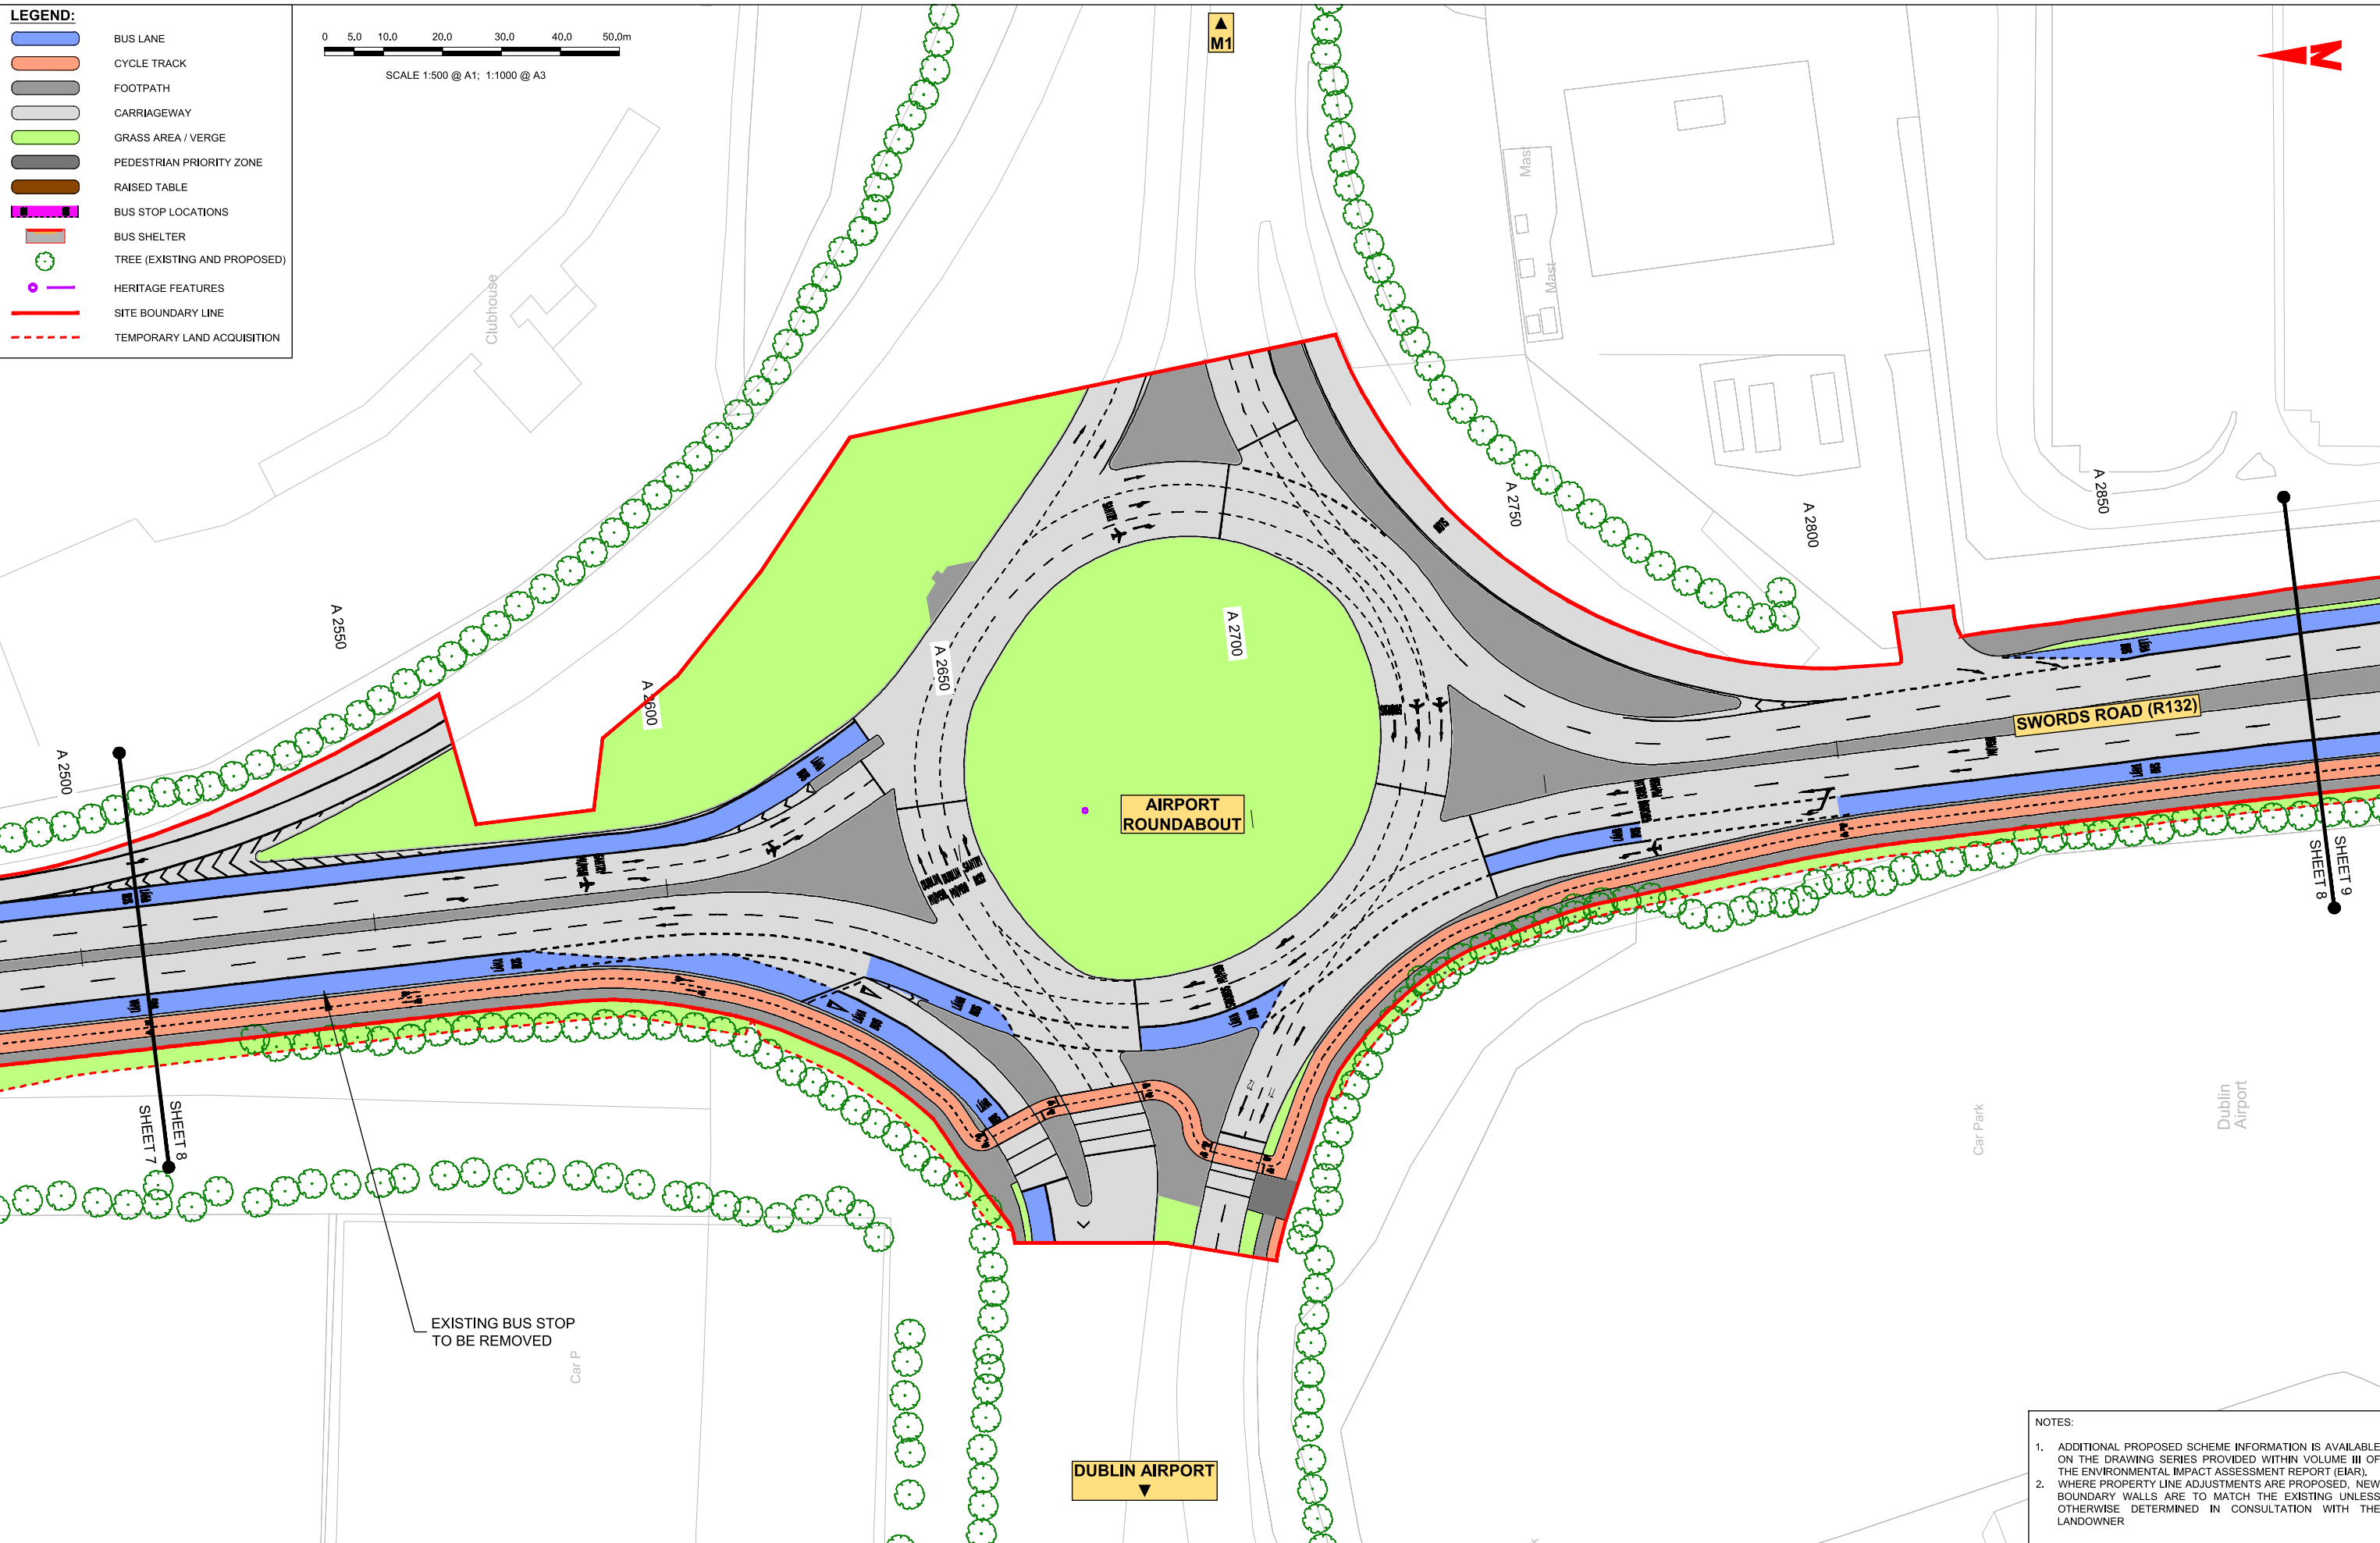 LEGEND:
BUS LANE
CYCLE TRACK
FOOTPATH
CARRIAGEWAY
GRASS AREA / VERGE
PEDESTRIAN PRIORITY ZONE
RAISED TABLE
BUS STOP LOCATIONS
BUS SHELTER
TREE (EXISTING AND PROPOSED)
HERITAGE FEATURES
SITE BOUNDARY LINE
TEMPORARY LAND ACQUISITION
0 5.0 10.0 20.0 30.0 40.0 50.0m
SCALE 1:500 @ A1; 1:1000 @ A3
▲
M1
N
Clubhouse
Mast
Mast
A 2500
A 2550
A 2600
A 2650
A 2700
A 2750
A 2800
A 2850
SWORDS ROAD (R132)
AIRPORT
ROUNDABOUT
SHEET 7
SHEET 8
SHEET 8
SHEET 9
EXISTING BUS STOP
TO BE REMOVED
Car P
Car Park
Dublin
Airport
DUBLIN AIRPORT
▼
NOTES:
1. ADDITIONAL PROPOSED SCHEME INFORMATION IS AVAILABLE
ON THE DRAWING SERIES PROVIDED WITHIN VOLUME III OF
THE ENVIRONMENTAL IMPACT ASSESSMENT REPORT (EIAR).
2. WHERE PROPERTY LINE ADJUSTMENTS ARE PROPOSED, NEW
BOUNDARY WALLS ARE TO MATCH THE EXISTING UNLESS
OTHERWISE DETERMINED IN CONSULTATION WITH THE
LANDOWNER